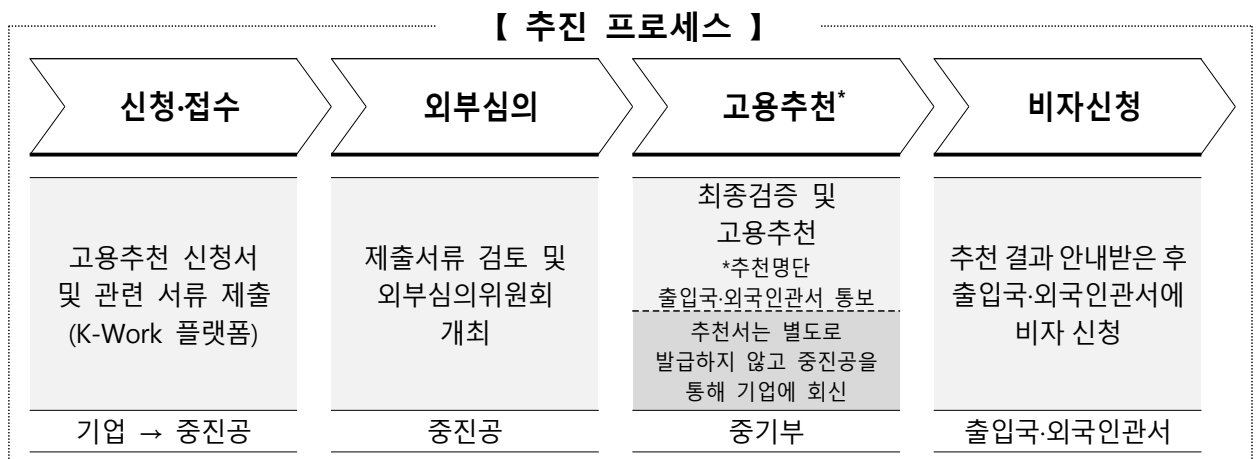 【 추진 프로세스 】
신청·접수
외부심의
고용추천*
비자신청
고용추천 신청서
및 관련 서류 제출
(K-Work 플랫폼)
제출서류 검토 및
외부심의위원회
개최
최종검증 및
고용추천
*추천명단
출입국·외국인관서 통보
추천서는 별도로
발급하지 않고 중진공을
통해 기업에 회신
추천 결과 안내받은 후
출입국·외국인관서에
비자 신청
기업 → 중진공
중진공
중기부
출입국·외국인관서